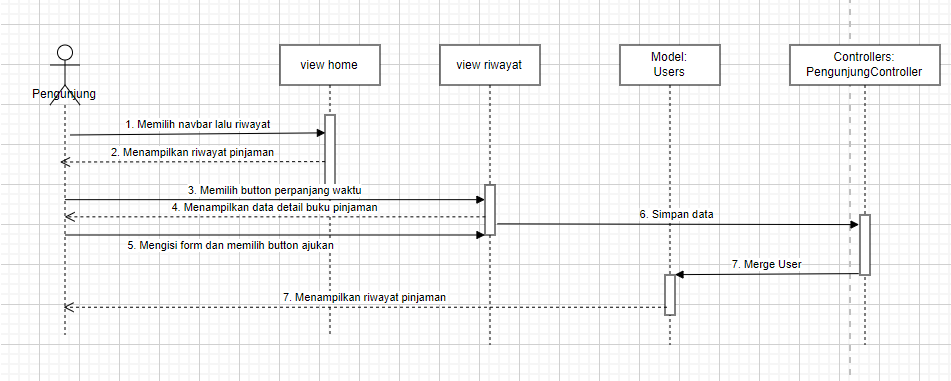 Pengunjung
view home
view riwayat
Model:
Users
Controllers:
PengunjungController
1. Memilih navbar lalu riwayat
2. Menampilkan riwayat pinjaman
3. Memilih button perpanjang waktu
4. Menampilkan data detail buku pinjaman
6. Simpan data
5. Mengisi form dan memilih button ajukan
7. Merge User
7. Menampilkan riwayat pinjaman